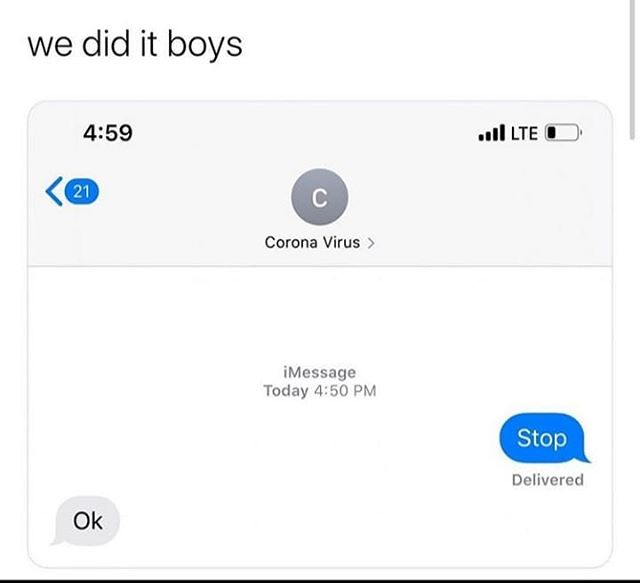 we did it boys
4:59
LTE
21
C
Corona Virus >
iMessage
Today 4:50 PM
Stop
Delivered
Ok